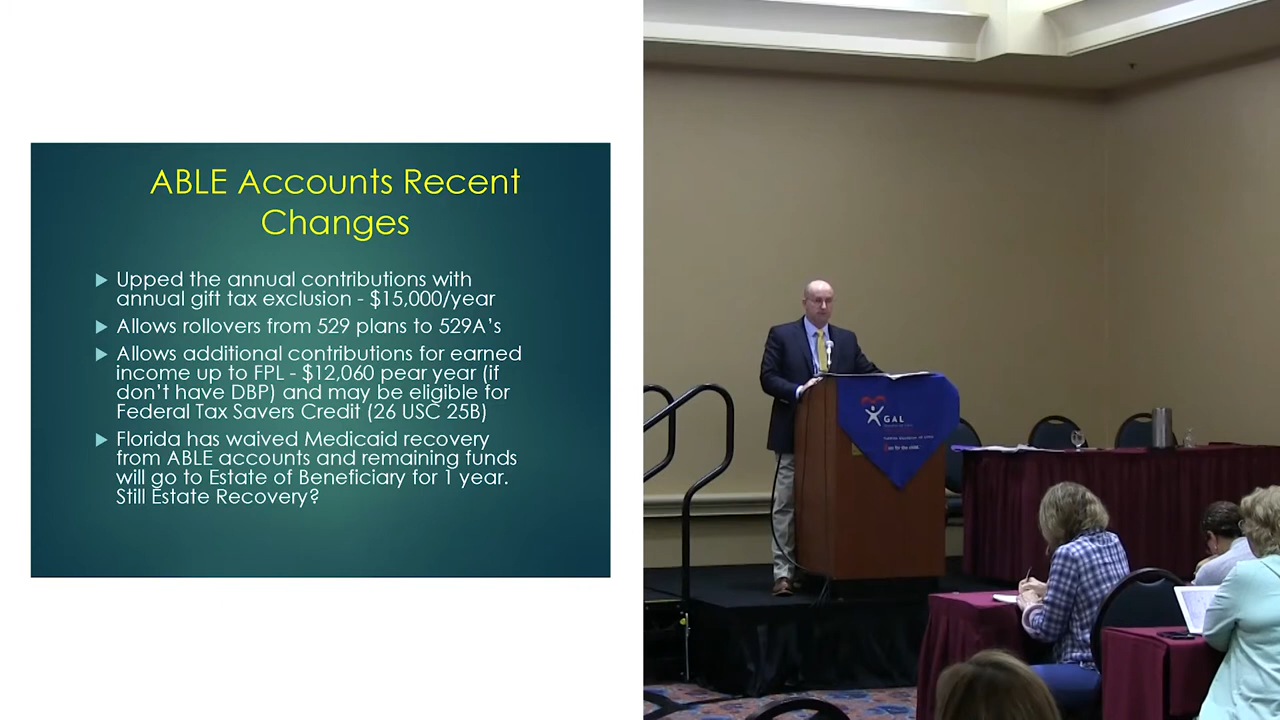 ABLE Accounts Recent
Changes
Upped the annual contributions with
annual gift tax exclusion - $15,000/year
Allows rollovers from 529 plans to 529A's
Allows additional contributions for earned
income up to FPL - $12,060 pear year (if
don't have DBP) and may be eligible for
Federal Tax Savers Credit (26 USC 25B)
Florida has waived Medicaid recovery
from ABLE accounts and remaining funds
will go to Estate of Beneficiary for 1 year.
Still Estate Recovery?
GAL
for the child.